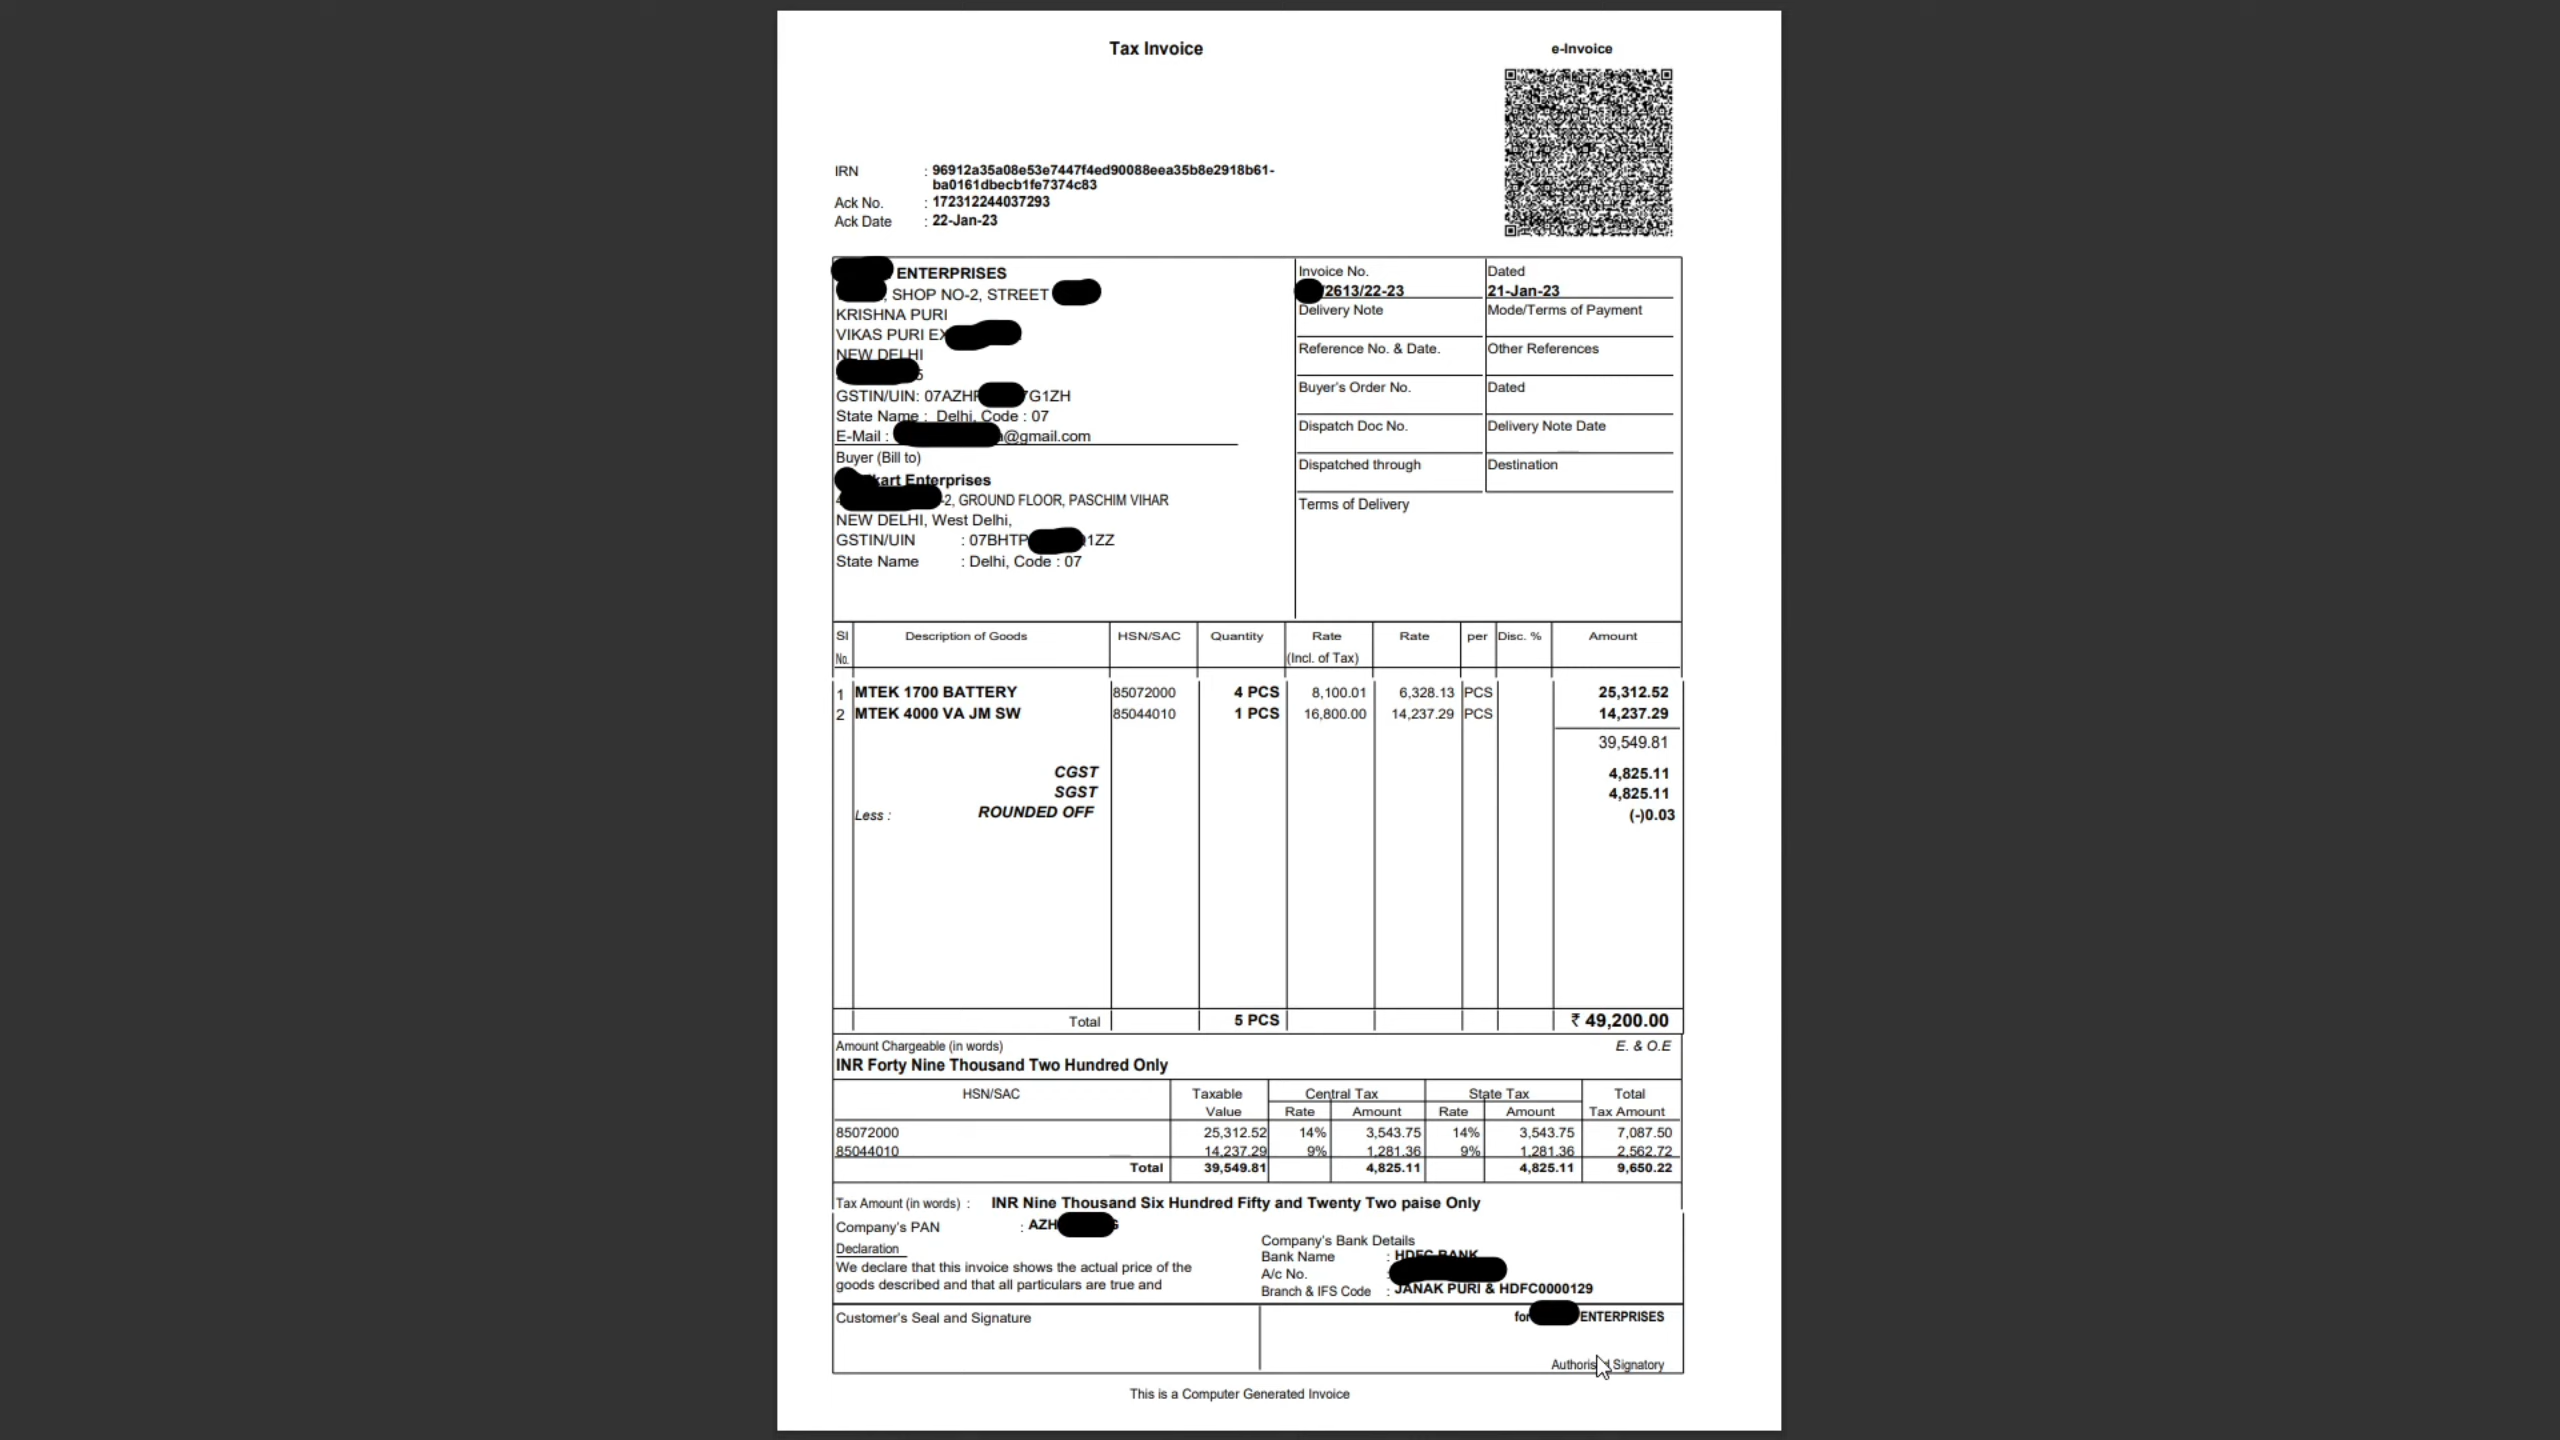 Tax Invoice
e-Invoice
IRN : 96912a35a08e53e7447f4ed90088eea35b8e2918b61-
ba0161dbecb1fe7374c83
Ack No. : 172312244037293
Ack Date : 22-Jan-23
ENTERPRISES
, SHOP NO-2, STREET
KRISHNA PURI
VIKAS PURI EX
NEW DELHI
GSTIN/UIN: 07AZH G1ZH
State Name : Delhi, Code : 07
E-Mail : @gmail.com
Buyer (Bill to)
kart Enterprises
-2, GROUND FLOOR, PASCHIM VIHAR
NEW DELHI, West Delhi,
GSTIN/UIN : 07BHTP 1ZZ
State Name : Delhi, Code : 07
Invoice No. Dated
/2613/22-23 21-Jan-23
Delivery Note Mode/Terms of Payment
Reference No. & Date. Other References
Buyer's Order No. Dated
Dispatch Doc No. Delivery Note Date
Dispatched through Destination
Terms of Delivery
Sl Description of Goods HSN/SAC Quantity Rate Rate per Disc. % Amount
No. (Incl. of Tax)
1 MTEK 1700 BATTERY 85072000 4 PCS 8,100.01 6,328.13 PCS 25,312.52
2 MTEK 4000 VA JM SW 85044010 1 PCS 16,800.00 14,237.29 PCS 14,237.29
39,549.81
CGST 4,825.11
SGST 4,825.11
Less : ROUNDED OFF (-)0.03
Total 5 PCS ₹ 49,200.00
Amount Chargeable (in words) E. & O.E
INR Forty Nine Thousand Two Hundred Only
HSN/SAC Taxable Central Tax State Tax Total
Value Rate Amount Rate Amount Tax Amount
85072000 25,312.52 14% 3,543.75 14% 3,543.75 7,087.50
85044010 14,237.29 9% 1,281.36 9% 1,281.36 2,562.72
Total 39,549.81 4,825.11 4,825.11 9,650.22
Tax Amount (in words) : INR Nine Thousand Six Hundred Fifty and Twenty Two paise Only
Company's PAN : AZH
Declaration
We declare that this invoice shows the actual price of the
goods described and that all particulars are true and
Company's Bank Details
Bank Name : HDFC BANK
A/c No. :
Branch & IFS Code : JANAK PURI & HDFC0000129
Customer's Seal and Signature
for ENTERPRISES
Authorised Signatory
This is a Computer Generated Invoice